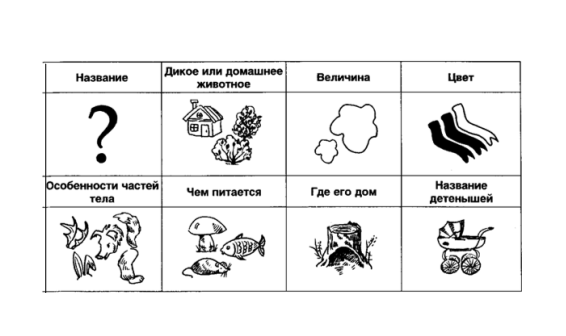 Название
Дикое или домашнее
животное
Величина
Цвет
?
Особенности частей
тела
Чем питается
Где его дом
Название
детенышей